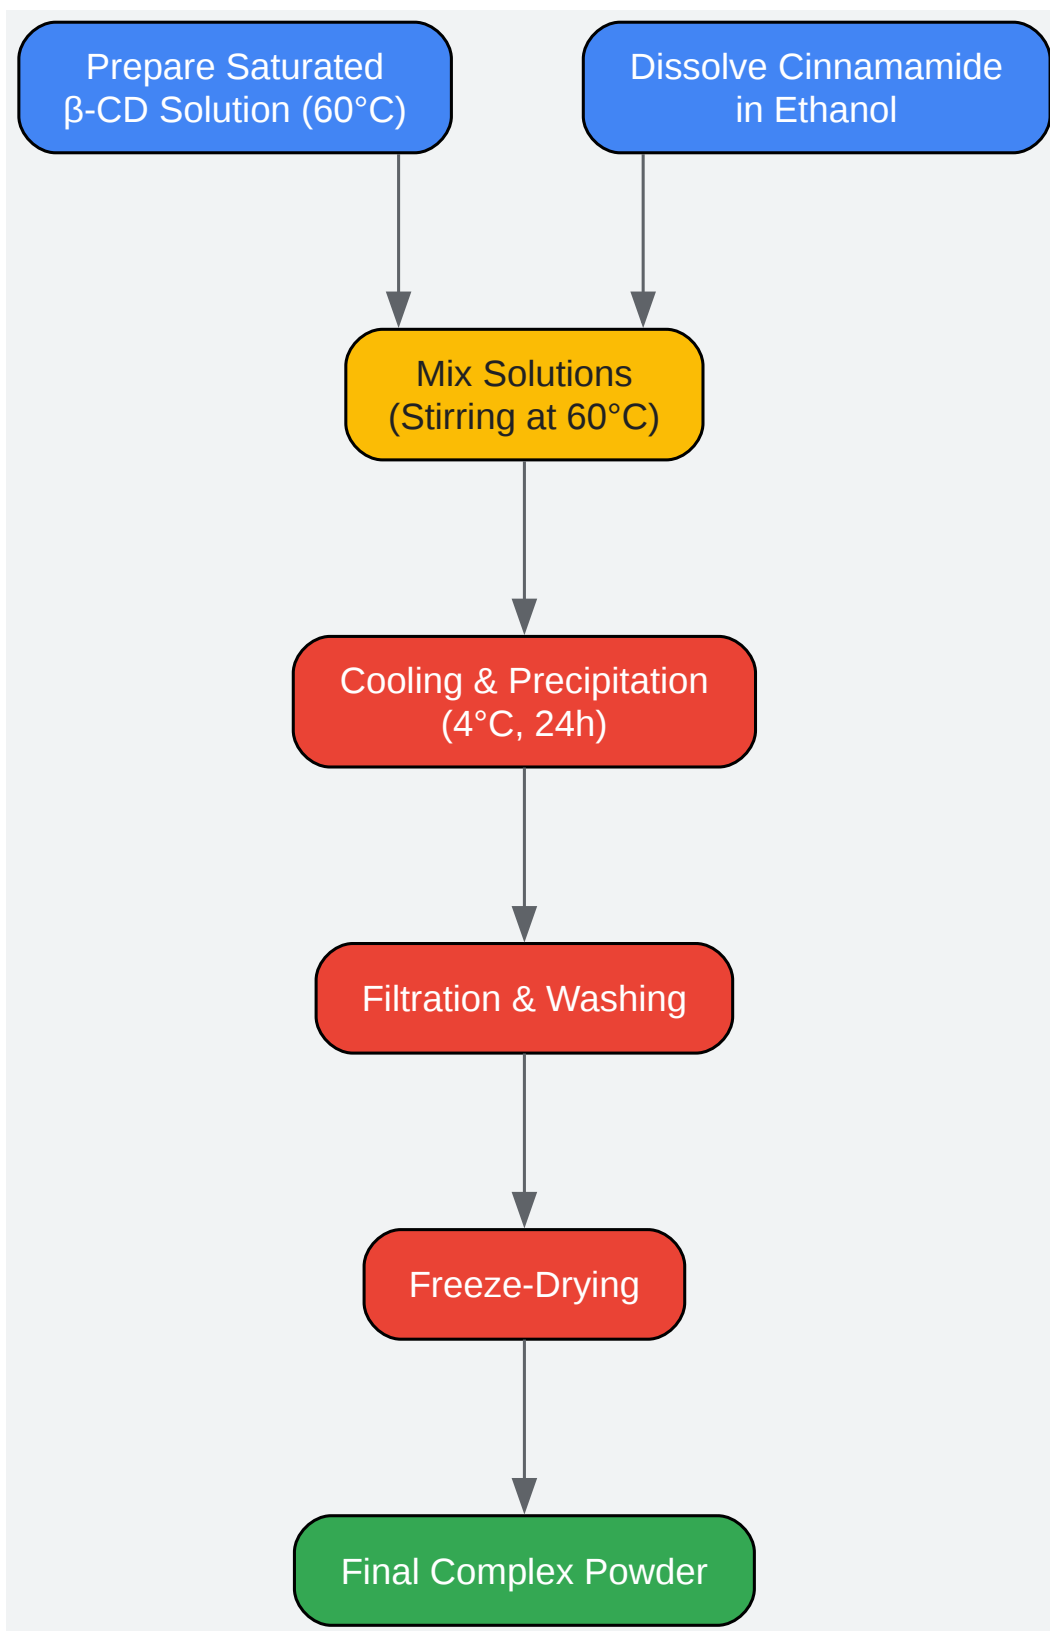 Prepare Saturated
β-CD Solution (60°C)
Dissolve Cinnamamide
in Ethanol
Mix Solutions
(Stirring at 60°C)
Cooling & Precipitation
(4°C, 24h)
Filtration & Washing
Freeze-Drying
Final Complex Powder